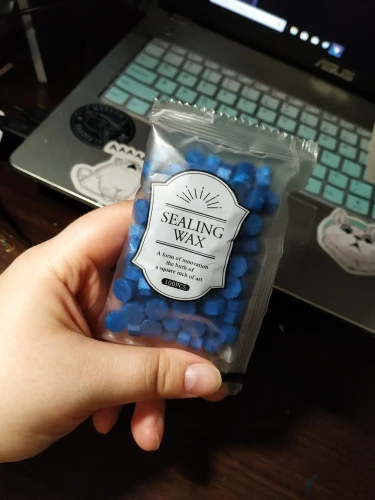 ASUS
SEALING
WAX
A form of innovation
the birth of
a square inch of art
100PCS